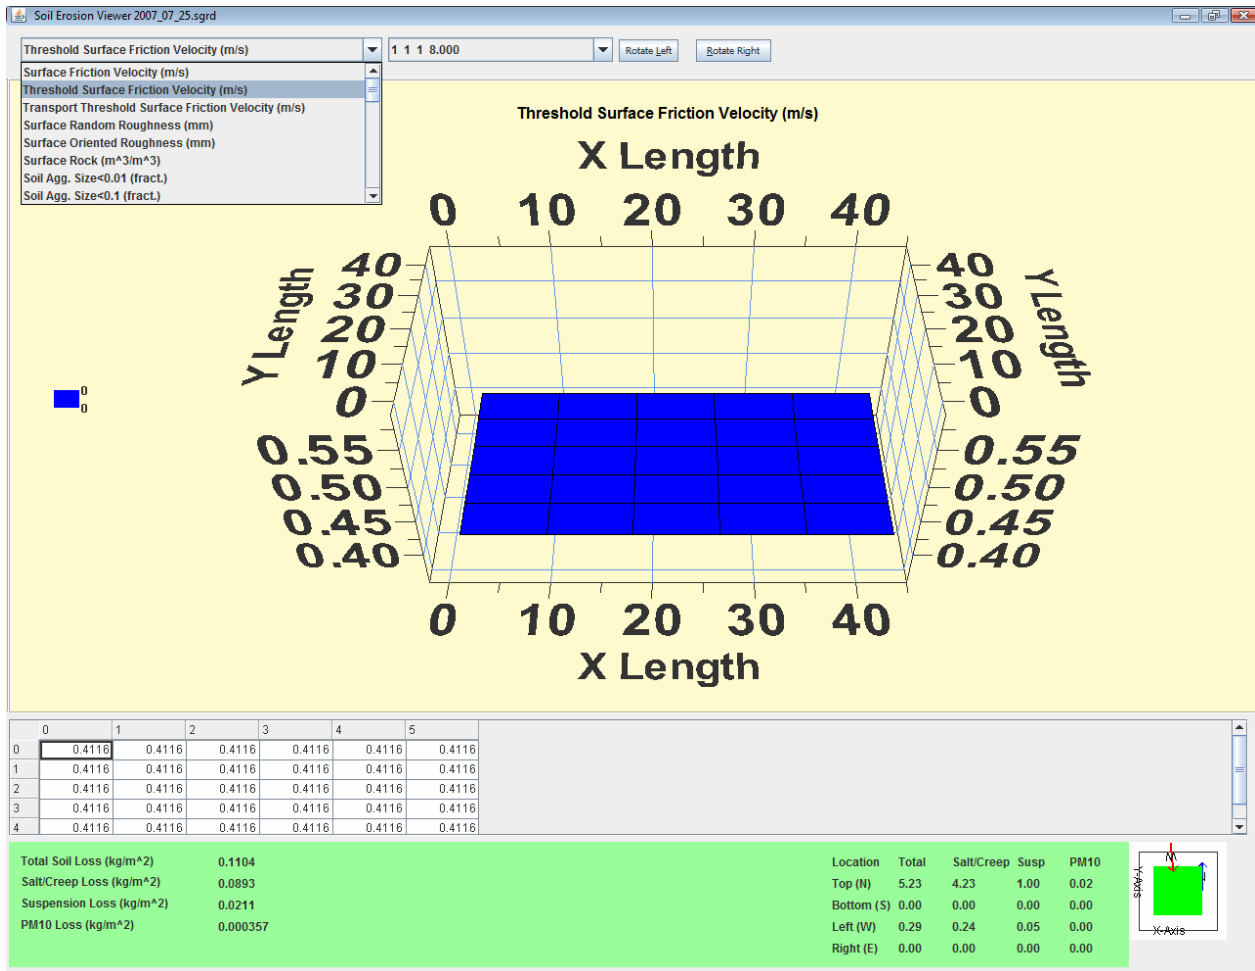 Soil Erosion Viewer 2007_07_25.sgrd
Threshold Surface Friction Velocity (m/s)
1 1 1 8.000
Rotate Left
Rotate Right
Surface Friction Velocity (m/s)
Threshold Surface Friction Velocity (m/s)
Transport Threshold Surface Friction Velocity (m/s)
Surface Random Roughness (mm)
Surface Oriented Roughness (mm)
Surface Rock (m^3/m^3)
Soil Agg. Size<0.01 (fract.)
Soil Agg. Size<0.1 (fract.)
Threshold Surface Friction Velocity (m/s)
X Length
0 10 20 30 40
Y Length
40 40
30 30
20 20
10 10
0 0
Y Length
0
0
0.55 0.55
0.50 0.50
0.45 0.45
0.40 0.40
0 10 20 30 40
X Length
0 1 2 3 4 5
0 0.4116 0.4116 0.4116 0.4116 0.4116 0.4116
1 0.4116 0.4116 0.4116 0.4116 0.4116 0.4116
2 0.4116 0.4116 0.4116 0.4116 0.4116 0.4116
3 0.4116 0.4116 0.4116 0.4116 0.4116 0.4116
4 0.4116 0.4116 0.4116 0.4116 0.4116 0.4116
Total Soil Loss (kg/m^2) 0.1104
Salt/Creep Loss (kg/m^2) 0.0893
Suspension Loss (kg/m^2) 0.0211
PM10 Loss (kg/m^2) 0.000357
Location Total Salt/Creep Susp PM10
Top (N) 5.23 4.23 1.00 0.02
Bottom (S) 0.00 0.00 0.00 0.00
Left (W) 0.29 0.24 0.05 0.00
Right (E) 0.00 0.00 0.00 0.00
Y-Axis
X-Axis